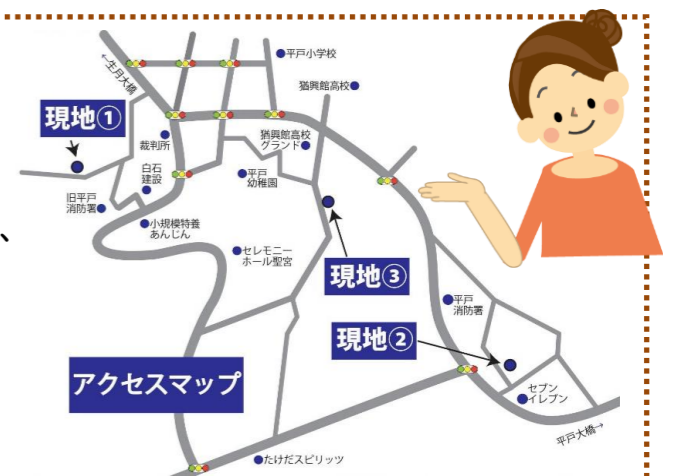 平戸小学校
←生月大橋
猶興館高校
現地①
裁判所
猶興館高校
グランド
白石
建設
平戸
幼稚園
旧平戸
消防署
小規模特養
あんじん
、
セレモニー
ホール聖宮
現地③
平戸
消防署
現地②
アクセスマップ
セブン
イレブン
平戸大橋→
たけだスピリッツ